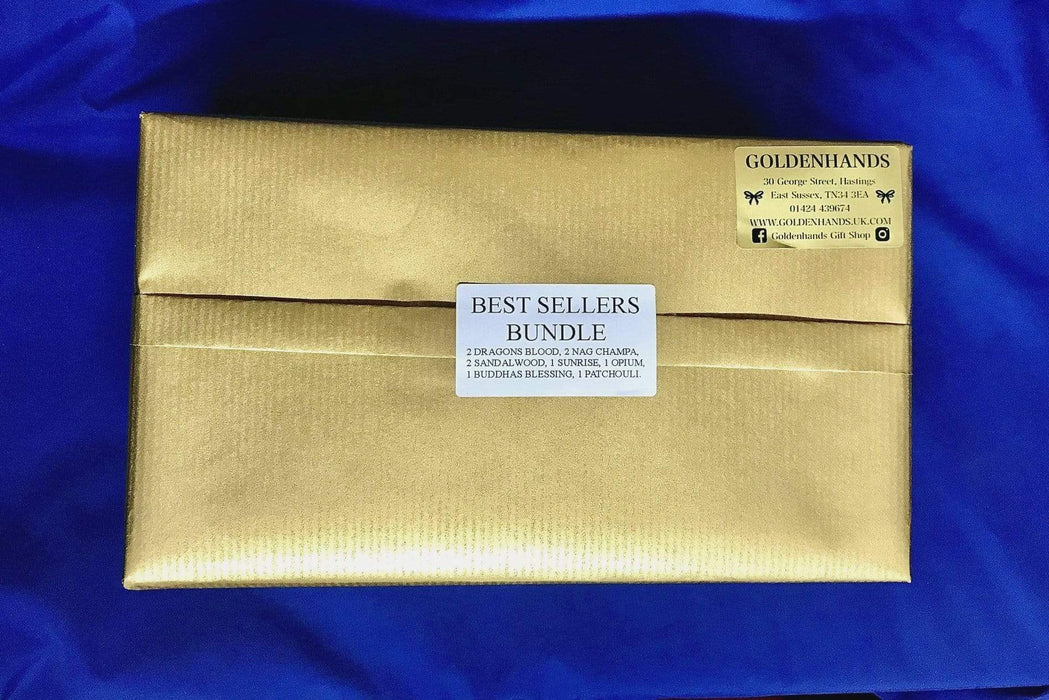 GOLDENHANDS
30 George Street, Hastings
East Sussex, TN34 3EA
01424 439674
WWW.GOLDENHANDS.UK.COM
Goldenhands Gift Shop
BEST SELLERS
BUNDLE
2 DRAGONS BLOOD, 2 NAG CHAMPA,
2 SANDALWOOD, 1 SUNRISE, 1 OPIUM,
1 BUDDHAS BLESSING, 1 PATCHOULI.